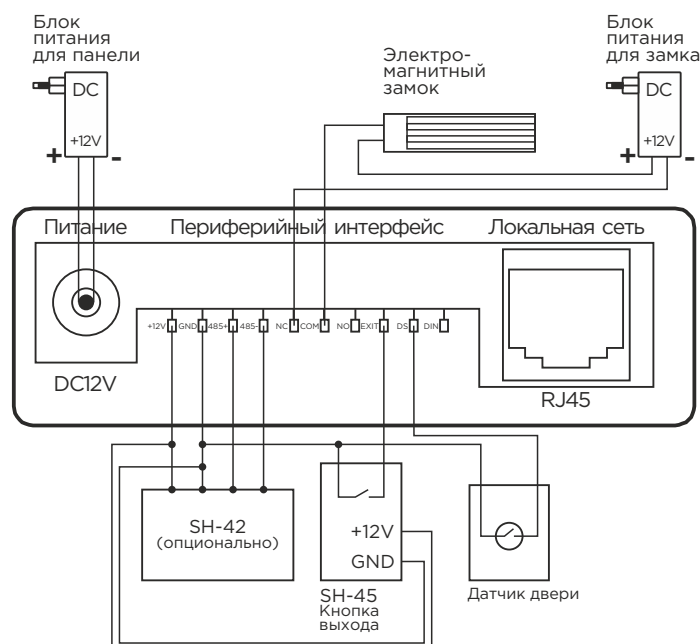 Блок
питания
для панели
Блок
питания
для замка
Электро-
магнитный
замок
DC
+12V
+
-
DC
+12V
+
-
Питание
Периферийный интерфейс
Локальная сеть
+12V
GND
485+
485-
NC
COM
NO
EXIT
DS
DIN
DC12V
RJ45
SH-42
(опционально)
+12V
GND
SH-45
Кнопка
выхода
Датчик двери